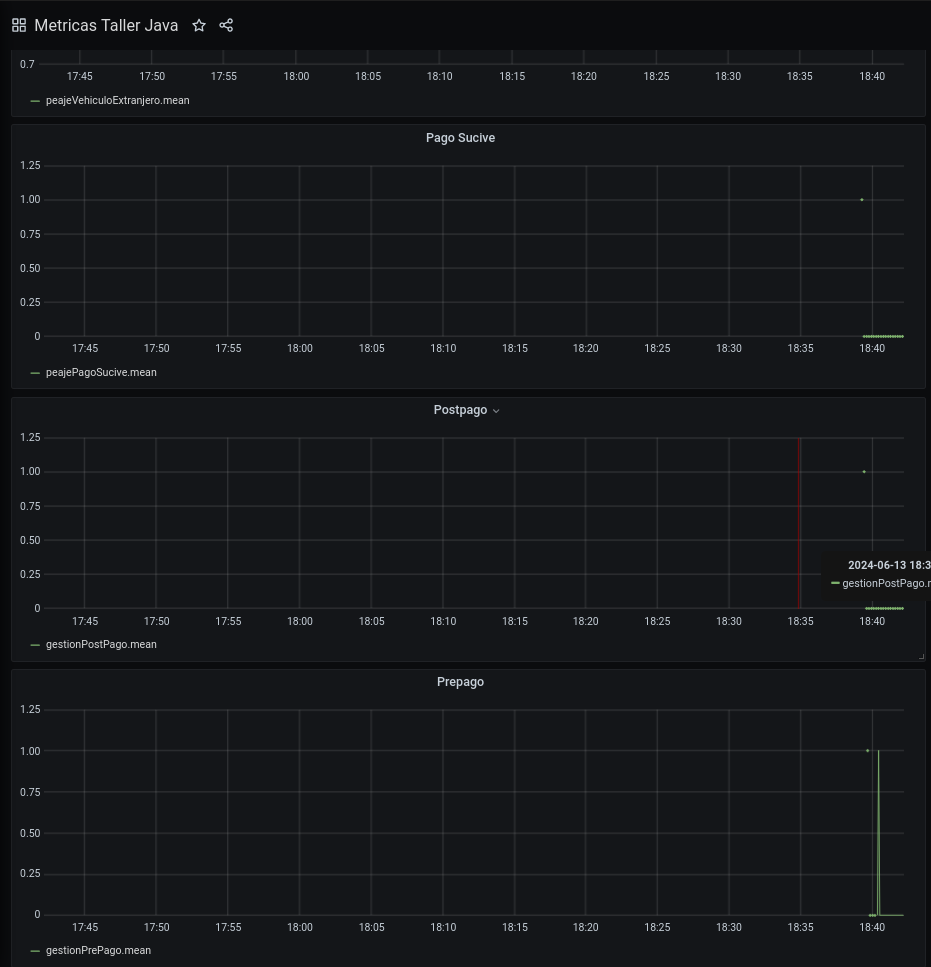 Metricas Taller Java
0.7
17:45 17:50 17:55 18:00 18:05 18:10 18:15 18:20 18:25 18:30 18:35 18:40
peajeVehiculoExtranjero.mean
Pago Sucive
1.25
1.00
0.75
0.50
0.25
0
17:45 17:50 17:55 18:00 18:05 18:10 18:15 18:20 18:25 18:30 18:35 18:40
peajePagoSucive.mean
Postpago
1.25
1.00
0.75
0.50
0.25
0
2024-06-13 18:3
gestionPostPago.r
17:45 17:50 17:55 18:00 18:05 18:10 18:15 18:20 18:25 18:30 18:35 18:40
gestionPostPago.mean
Prepago
1.25
1.00
0.75
0.50
0.25
0
17:45 17:50 17:55 18:00 18:05 18:10 18:15 18:20 18:25 18:30 18:35 18:40
gestionPrePago.mean